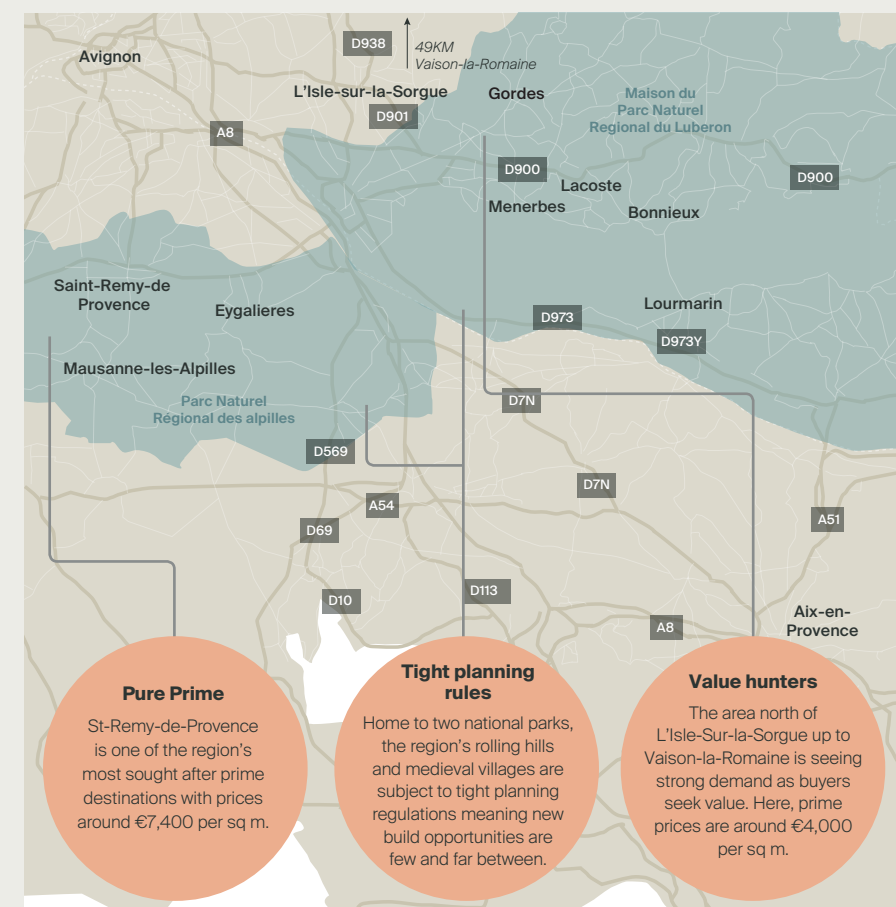 D938
49KM
Vaison-la-Romaine
Avignon
L'Isle-sur-la-Sorgue
Gordes
Maison du
Parc Naturel
Regional du Luberon
D901
A8
D900
D900
Lacoste
Menerbes
Bonnieux
Saint-Remy-de
Provence
Eygalieres
Lourmarin
D973
D973Y
Mausanne-les-Alpilles
Parc Naturel
Régional des alpilles
D7N
D569
D7N
A54
A51
D69
D10
D113
A8
Aix-en-
Provence
Pure Prime
St-Remy-de-Provence
is one of the region's
most sought after prime
destinations with prices
around €7,400 per sq m.
Tight planning
rules
Home to two national parks,
the region's rolling hills
and medieval villages are
subject to tight planning
regulations meaning new
build opportunities are
few and far between.
Value hunters
The area north of
L'Isle-Sur-la-Sorgue up to
Vaison-la-Romaine is seeing
strong demand as buyers
seek value. Here, prime
prices are around €4,000
per sq m.